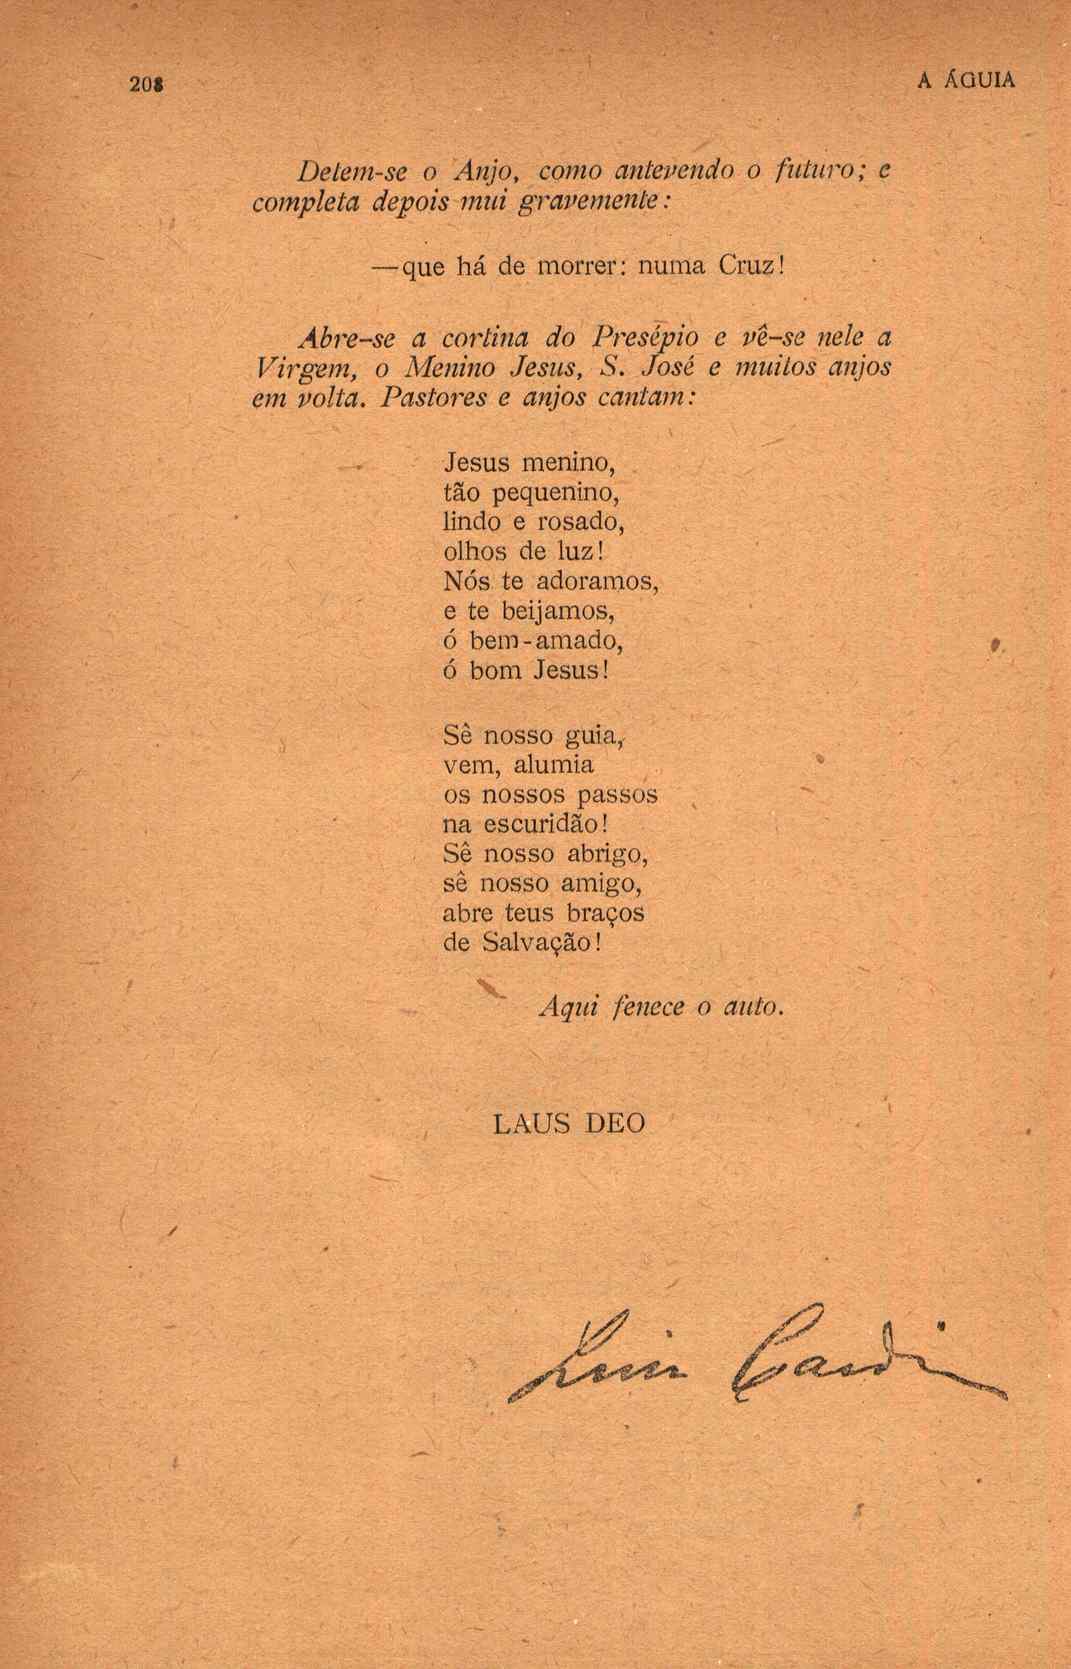 208
A ÁGUIA
Detem-se o Anjo, como antevendo o futuro; e
completa depois mui gravemente:
—que há de morrer: numa Cruz!
Abre-se a cortina do Presépio e vê-se nele a
Virgem, o Menino Jesus, S. José e muitos anjos
em volta. Pastores e anjos cantam:
Jesus menino,
tão pequenino,
lindo e rosado,
olhos de luz!
Nós te adoramos,
e te beijamos,
ó bem-amado,
ó bom Jesus!
Sê nosso guia,
vem, alumia
os nossos passos
na escuridão!
Sê nosso abrigo,
sê nosso amigo,
abre teus braços
de Salvação!
Aqui fenece o auto.
LAUS DEO
Luis Cardi